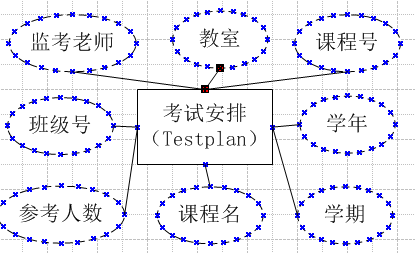 监考老师
教室
课程号
班级号
考试安排
（Testplan）
学年
参考人数
课程名
学期